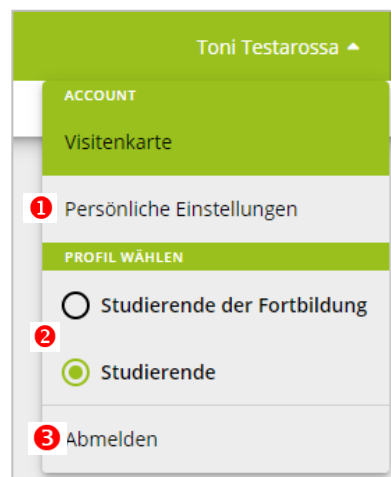 Toni Testarossa
ACCOUNT
Visitenkarte
1 Persönliche Einstellungen
PROFIL WÄHLEN
Studierende der Fortbildung
2
Studierende
3 Abmelden